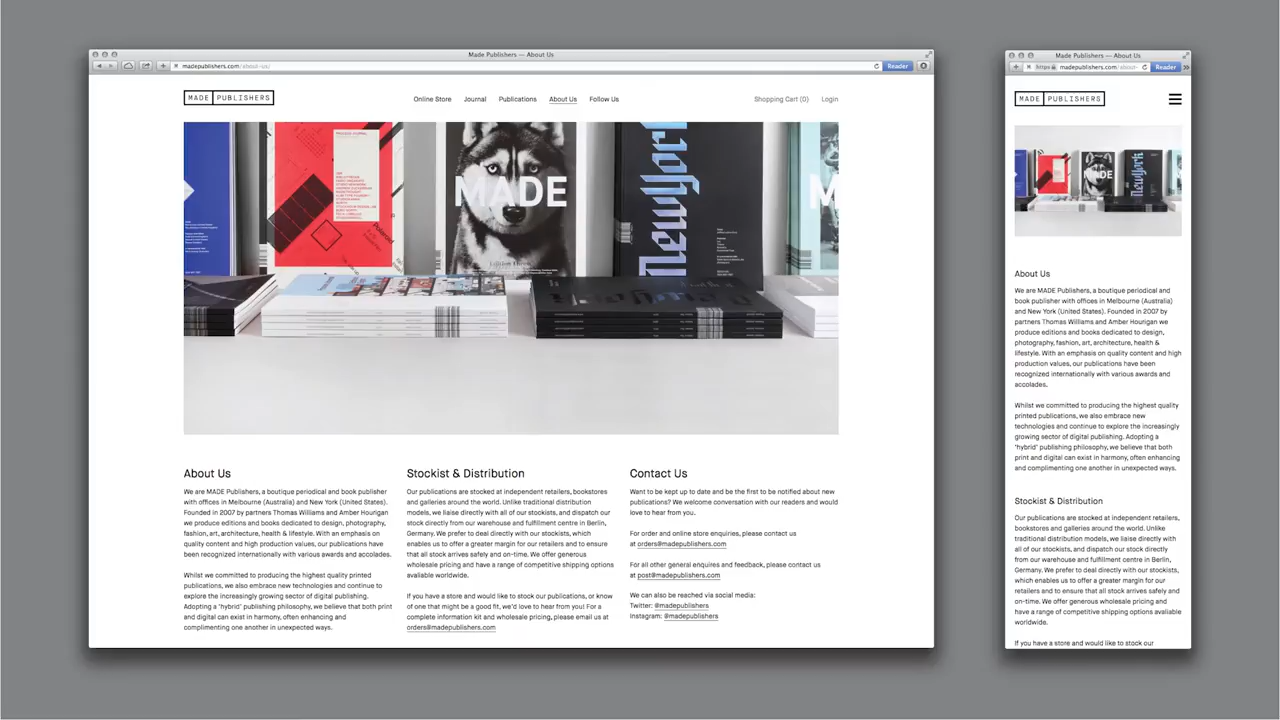 Made Publishers — About Us
madepublishers.com/about-us/
Reader
MADE PUBLISHERS
Online Store Journal Publications About Us Follow Us
Shopping Cart (0) Login
MADE
newyork
About Us
We are MADE Publishers, a boutique periodical and book publisher
with offices in Melbourne (Australia) and New York (United States).
Founded in 2007 by partners Thomas Williams and Amber Hourigan
we produce editions and books dedicated to design, photography,
fashion, art, architecture, health & lifestyle. With an emphasis on
quality content and high production values, our publications have
been recognized internationally with various awards and accolades.
Whilst we committed to producing the highest quality printed
publications, we also embrace new technologies and continue to
explore the increasingly growing sector of digital publishing.
Adopting a 'hybrid' publishing philosophy, we believe that both print
and digital can exist in harmony, often enhancing and
complimenting one another in unexpected ways.
Stockist & Distribution
Our publications are stocked at independent retailers, bookstores
and galleries around the world. Unlike traditional distribution
models, we liaise directly with all of our stockists, and dispatch our
stock directly from our warehouse and fulfillment centre in Berlin,
Germany. We prefer to deal directly with our stockists, which
enables us to offer a greater margin for our retailers and to ensure
that all stock arrives safely and on-time. We offer generous
wholesale pricing and have a range of competitive shipping options
avaliable worldwide.
If you have a store and would like to stock our publications, or know
of one that might be a good fit, we'd love to hear from you! For a
complete information kit and wholesale pricing, please email us at
orders@madepublishers.com
Contact Us
Want to be kept up to date and be the first to be notified about new
publications? We welcome conversation with our readers and would
love to hear from you.
For order and online store enquiries, please contact us
at orders@madepublishers.com
For all other general enquires and feedback, please contact us
at post@madepublishers.com
We can also be reached via social media:
Twitter: @madepublishers
Instagram: @madepublishers
Made Publishers — About Us
https madepublishers.com/about-
Reader
MADE PUBLISHERS
MADE
newyork
About Us
We are MADE Publishers, a boutique periodical and
book publisher with offices in Melbourne (Australia)
and New York (United States). Founded in 2007 by
partners Thomas Williams and Amber Hourigan we
produce editions and books dedicated to design,
photography, fashion, art, architecture, health &
lifestyle. With an emphasis on quality content and high
production values, our publications have been
recognized internationally with various awards and
accolades.
Whilst we committed to producing the highest quality
printed publications, we also embrace new
technologies and continue to explore the increasingly
growing sector of digital publishing. Adopting a
'hybrid' publishing philosophy, we believe that both
print and digital can exist in harmony, often enhancing
and complimenting one another in unexpected ways.
Stockist & Distribution
Our publications are stocked at independent retailers,
bookstores and galleries around the world. Unlike
traditional distribution models, we liaise directly with
all of our stockists, and dispatch our stock directly
from our warehouse and fulfillment centre in Berlin,
Germany. We prefer to deal directly with our stockists,
which enables us to offer a greater margin for our
retailers and to ensure that all stock arrives safely and
on-time. We offer generous wholesale pricing and
have a range of competitive shipping options avaliable
worldwide.
If you have a store and would like to stock our